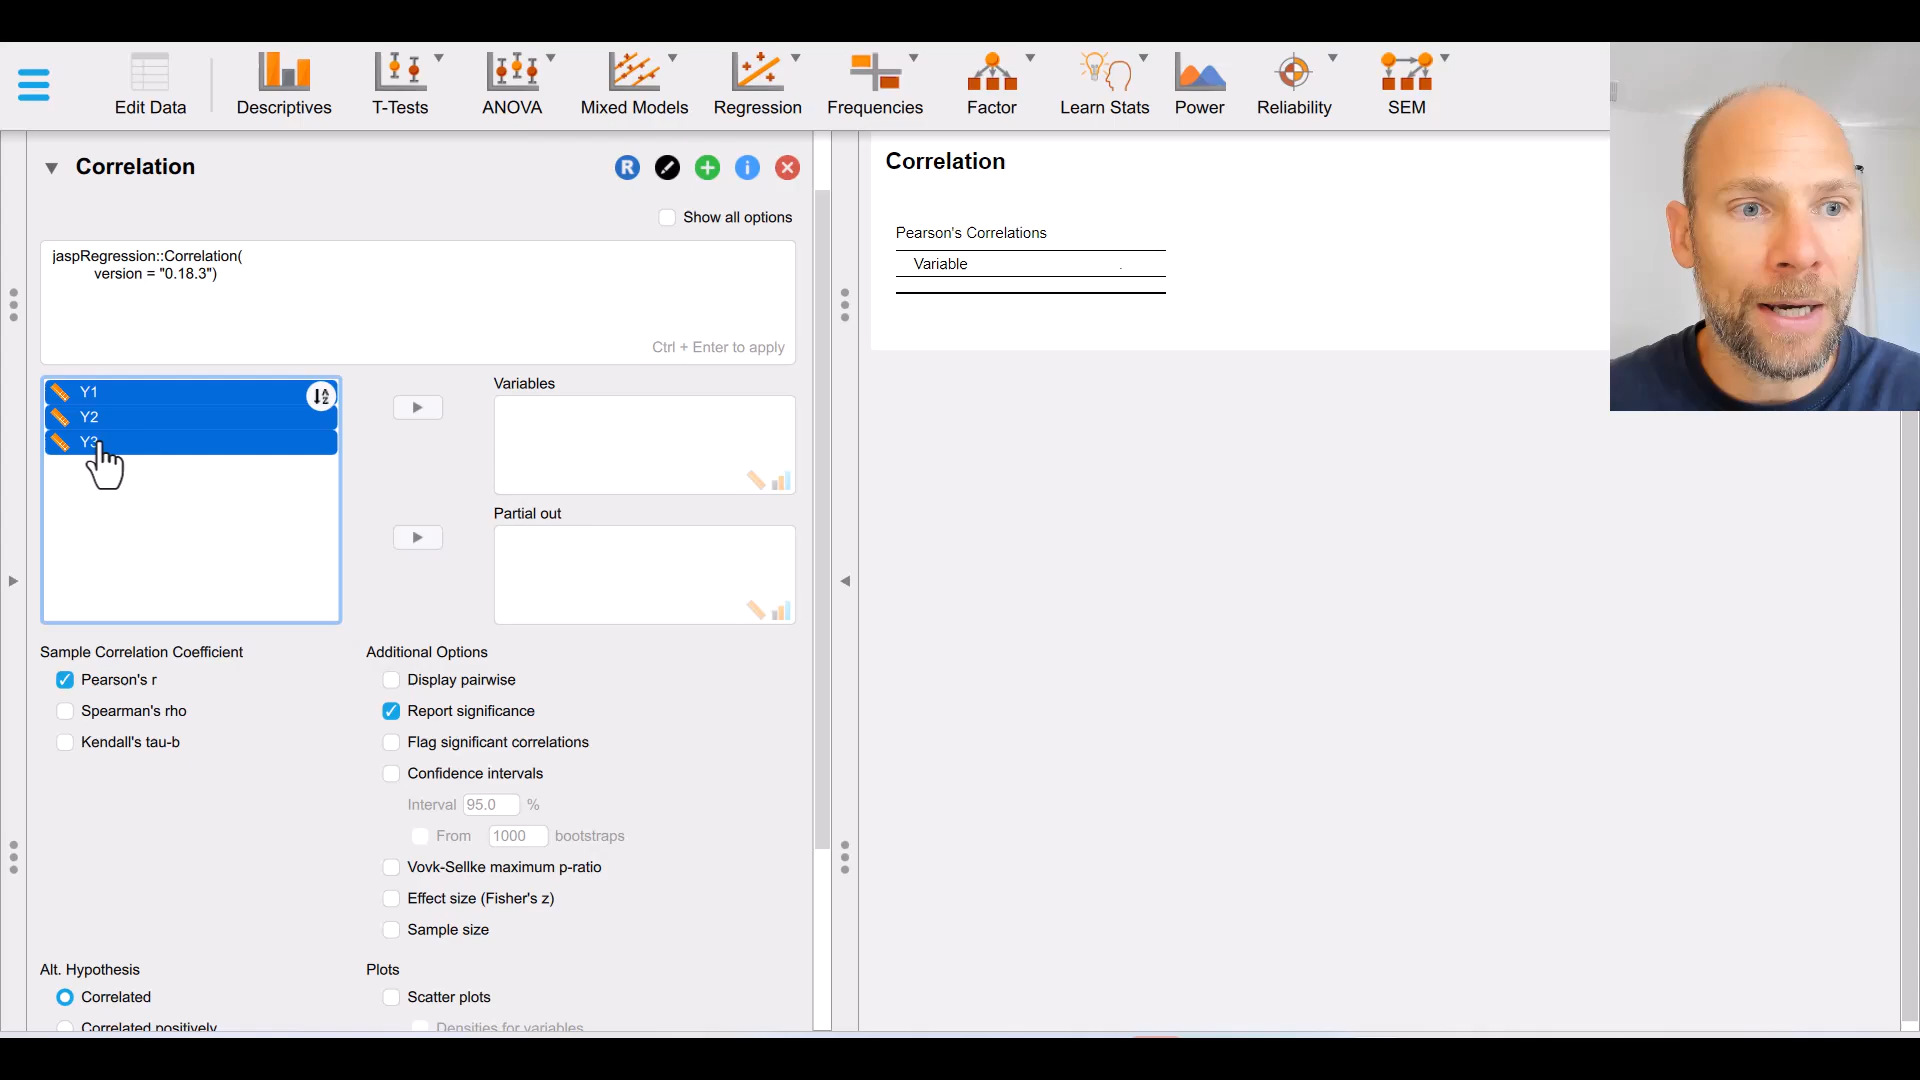 Edit Data
Descriptives
T-Tests
ANOVA
Mixed Models
Regression
Frequencies
Factor
Learn Stats
Power
Reliability
SEM
Correlation
R
Show all options
jaspRegression::Correlation(
version = "0.18.3")
Ctrl + Enter to apply
Y1
Y2
Y3
Variables
Partial out
Sample Correlation Coefficient
Pearson's r
Spearman's rho
Kendall's tau-b
Additional Options
Display pairwise
Report significance
Flag significant correlations
Confidence intervals
Interval 95.0 %
From 1000 bootstraps
Vovk-Sellke maximum p-ratio
Effect size (Fisher's z)
Sample size
Alt. Hypothesis
Correlated
Correlated positively
Plots
Scatter plots
Densities for variables
Correlation
Pearson's Correlations
Variable .